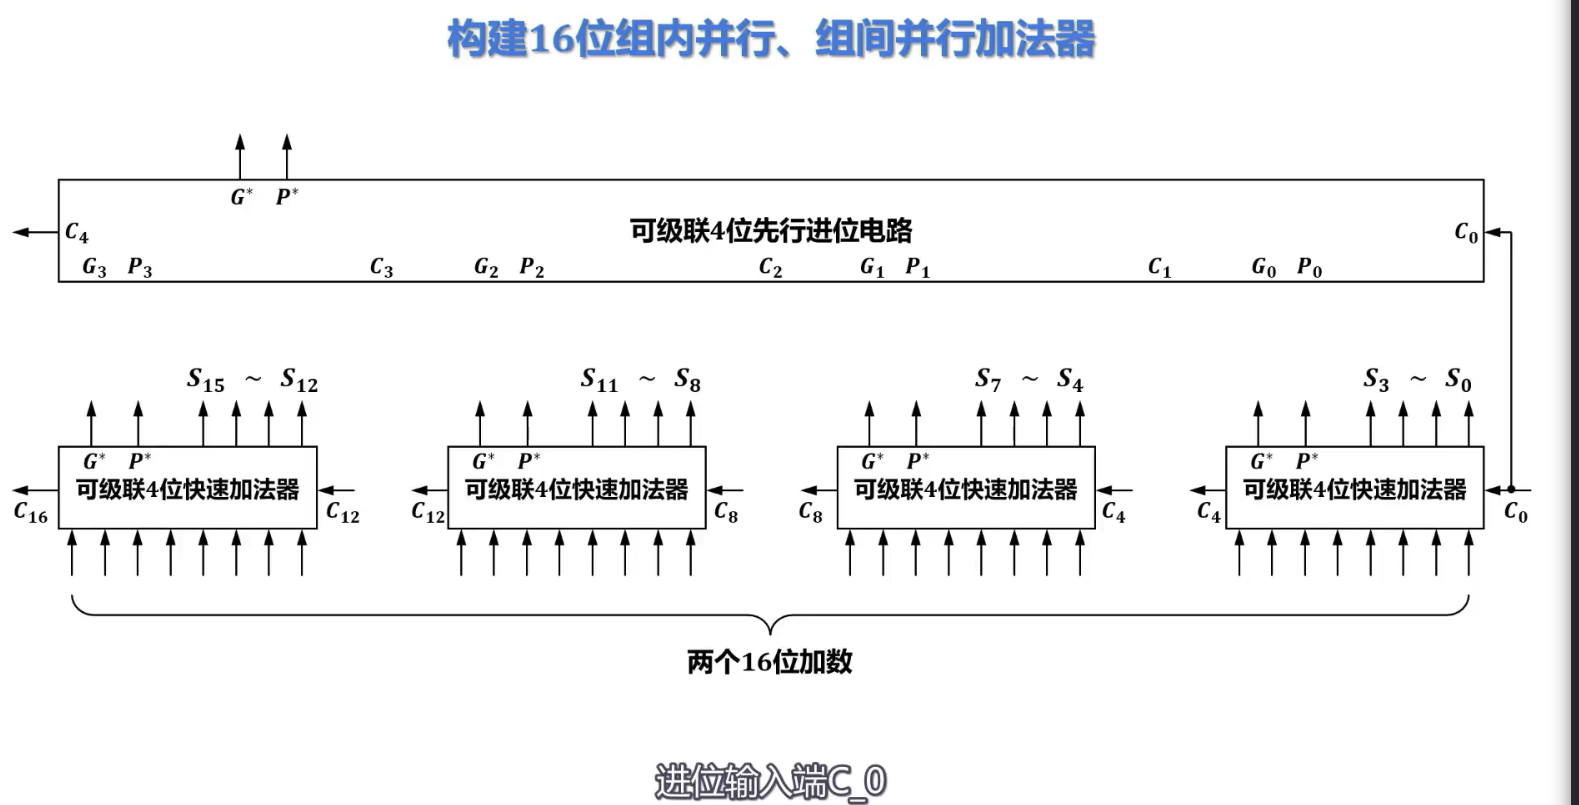 构建16位组内并行、组间并行加法器
G* P*
C₄ 可级联4位先行进位电路 C₀
G₃ P₃ C₃ G₂ P₂ C₂ G₁ P₁ C₁ G₀ P₀
S₁₅ ~ S₁₂ S₁₁ ~ S₈ S₇ ~ S₄ S₃ ~ S₀
G* P* G* P* G* P* G* P*
可级联4位快速加法器 可级联4位快速加法器 可级联4位快速加法器 可级联4位快速加法器
C₁₆ C₁₂ C₁₂ C₈ C₈ C₄ C₄ C₀
两个16位加数
进位输入端C_0